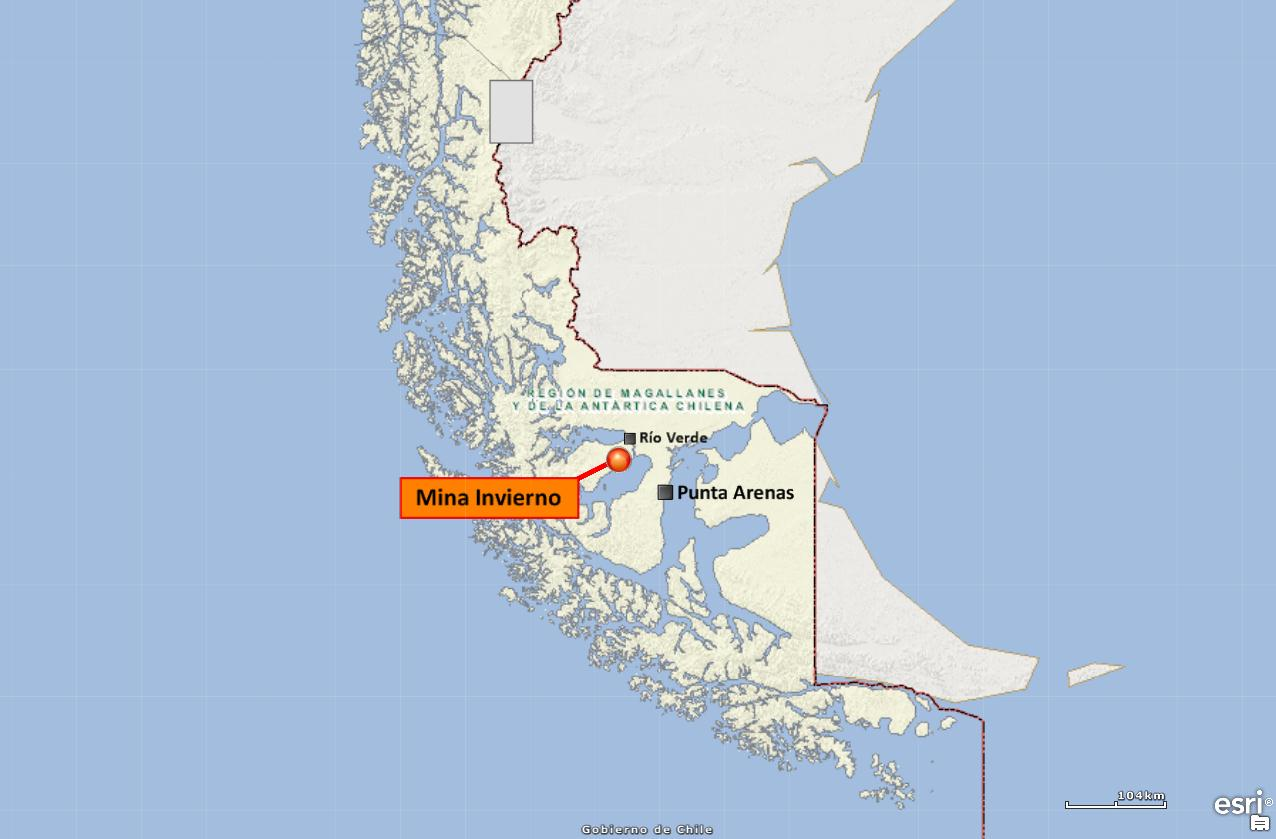 REGIÓN DE MAGALLANES
Y DE LA ANTÁRTICA CHILENA
Río Verde
Mina Invierno
Punta Arenas
104km
esri®
Gobierno de Chile